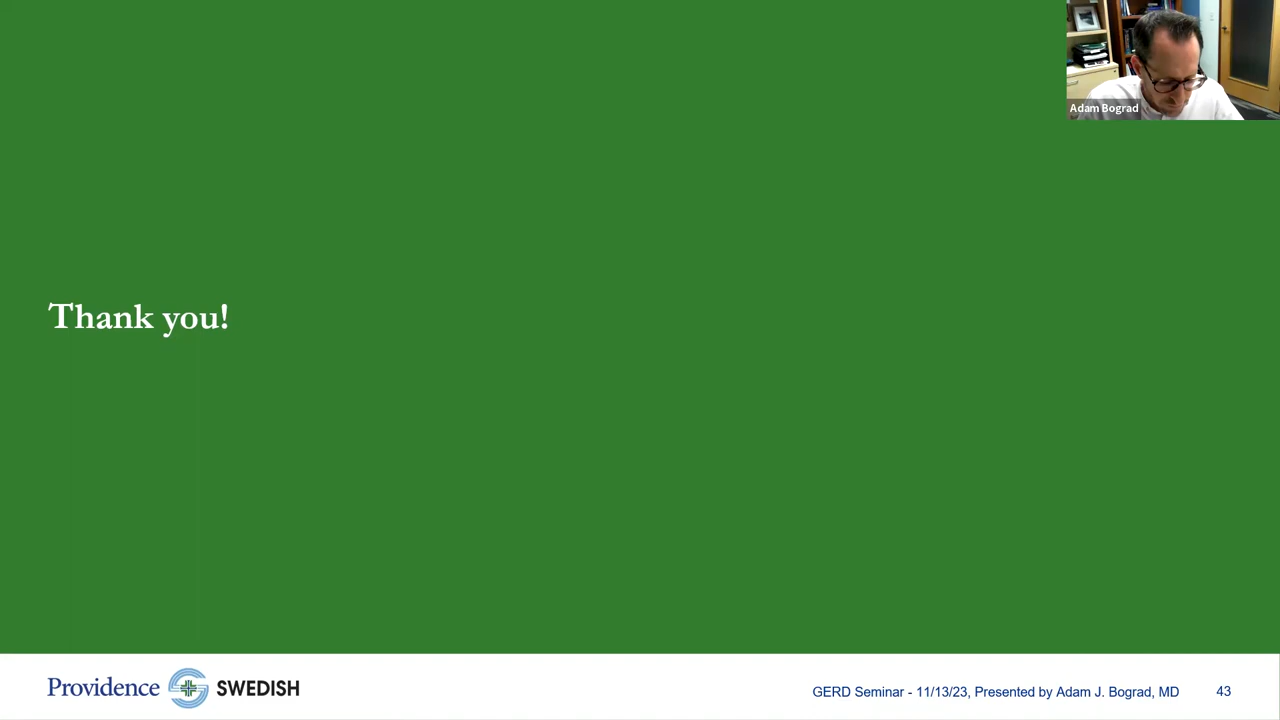 Adam Bograd
Thank you!
Providence SWEDISH
GERD Seminar - 11/13/23, Presented by Adam J. Bograd, MD 43